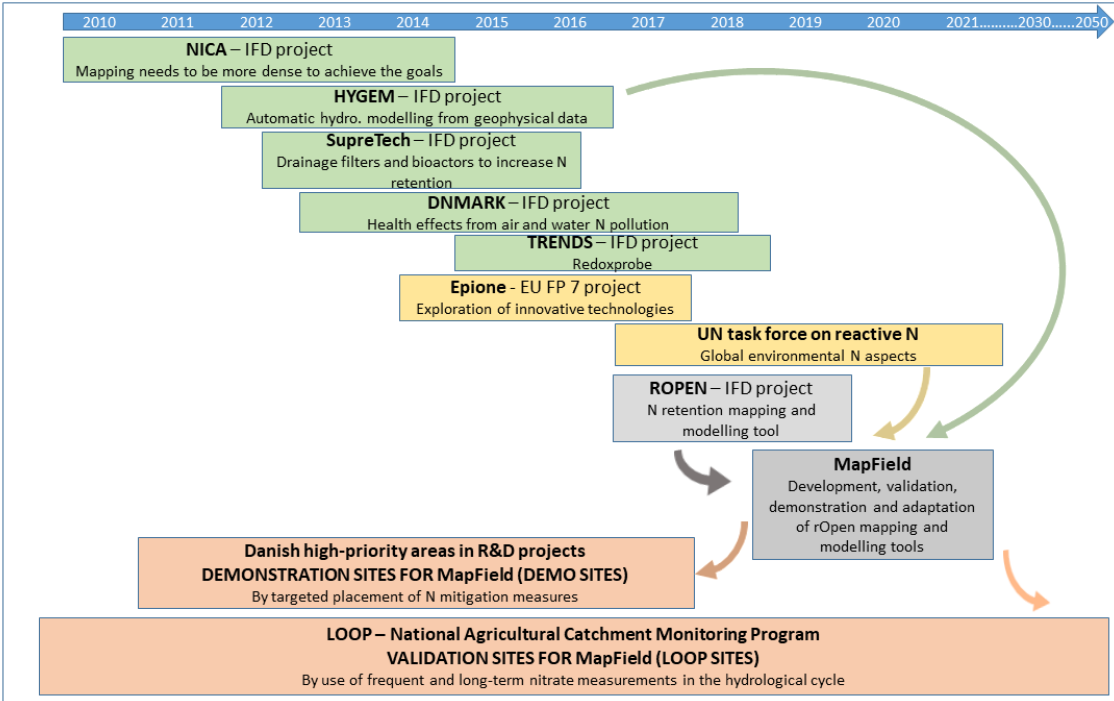 2010 2011 2012 2013 2014 2015 2016 2017 2018 2019 2020 2021..........2030......2050
NICA – IFD project
Mapping needs to be more dense to achieve the goals
HYGEM – IFD project
Automatic hydro. modelling from geophysical data
SupreTech – IFD project
Drainage filters and bioactors to increase N
retention
DNMARK – IFD project
Health effects from air and water N pollution
TRENDS – IFD project
Redoxprobe
Epione - EU FP 7 project
Exploration of innovative technologies
UN task force on reactive N
Global environmental N aspects
ROPEN – IFD project
N retention mapping and
modelling tool
MapField
Development, validation,
demonstration and adaptation
of rOpen mapping and
modelling tools
Danish high-priority areas in R&D projects
DEMONSTRATION SITES FOR MapField (DEMO SITES)
By targeted placement of N mitigation measures
LOOP – National Agricultural Catchment Monitoring Program
VALIDATION SITES FOR MapField (LOOP SITES)
By use of frequent and long-term nitrate measurements in the hydrological cycle